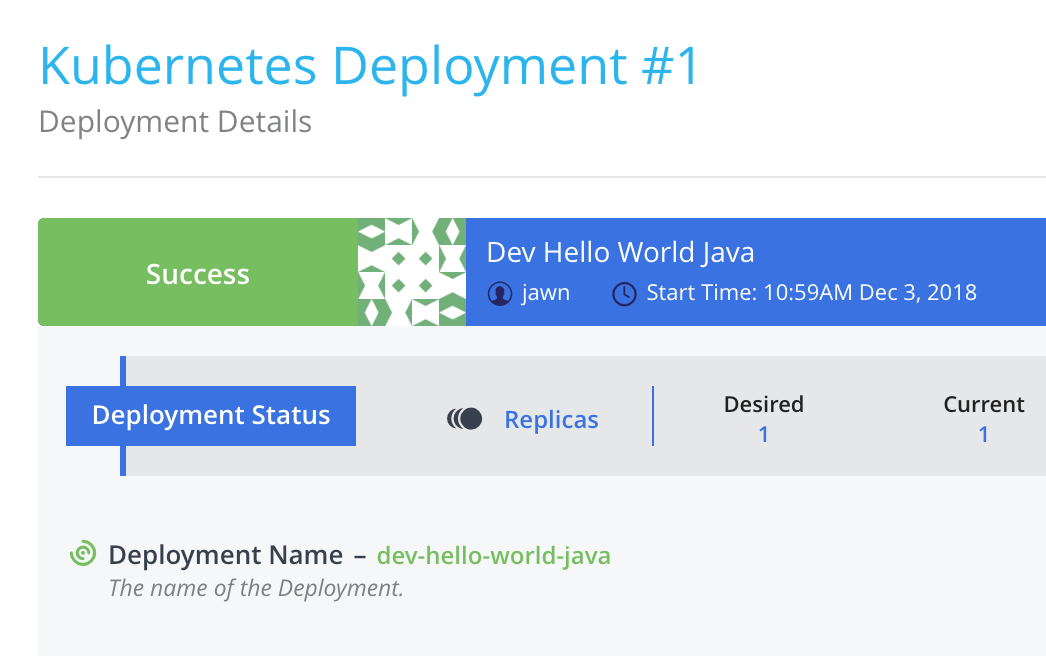 Kubernetes Deployment #1
Deployment Details
Success
Dev Hello World Java
jawn Start Time: 10:59AM Dec 3, 2018
Deployment Status
Replicas
Desired
1
Current
1
Deployment Name – dev-hello-world-java
The name of the Deployment.